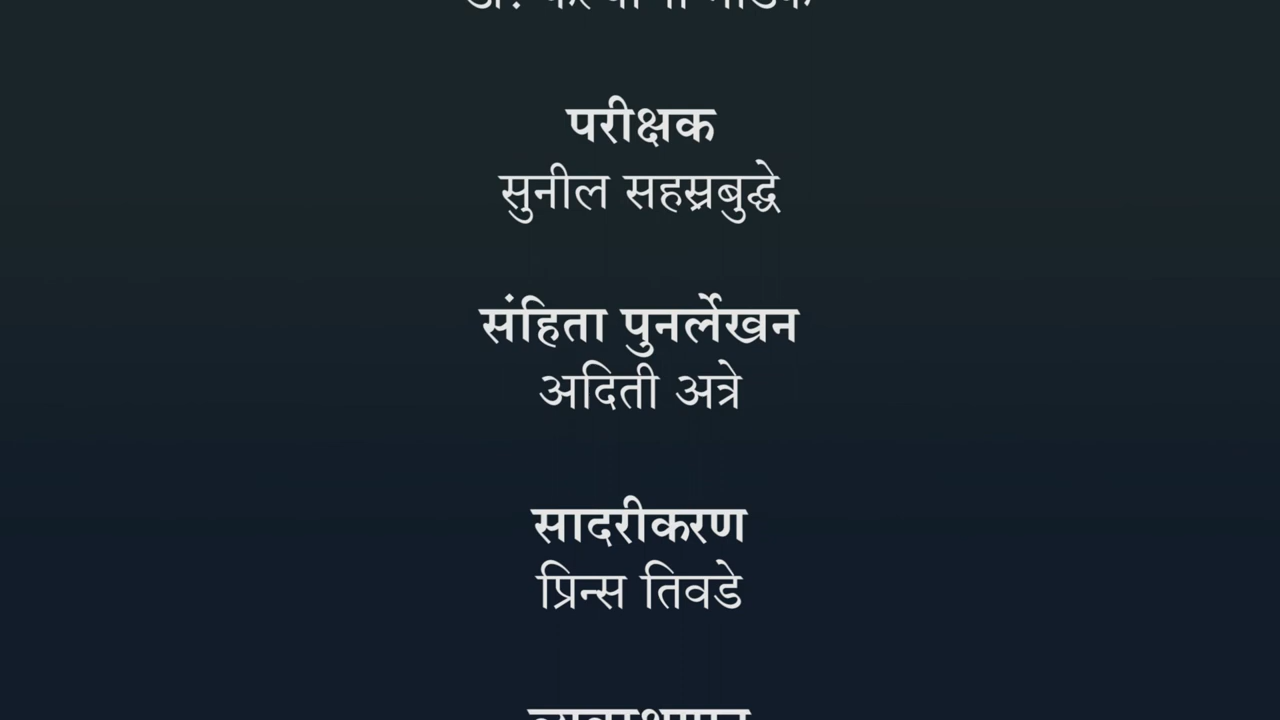 परीक्षक
सुनील सहस्रबुद्धे
संहिता पुनर्लेखन
अदिती अत्रे
सादरीकरण
प्रिन्स तिवडे